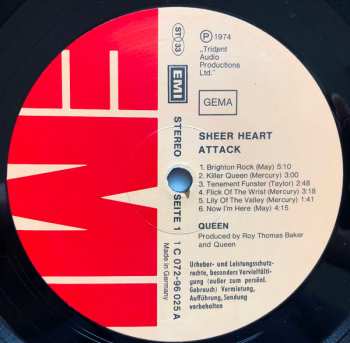 ST 33
℗ 1974
"Trident
Audio
Productions
Ltd."
EMI
GEMA
STEREO
SEITE 1
1 C 072-96 025 A
Made in Germany
SHEER HEART
ATTACK
1. Brighton Rock (May) 5:10
2. Killer Queen (Mercury) 3:00
3. Tenement Funster (Taylor) 2:48
4. Flick Of The Wrist (Mercury) 3:18
5. Lily Of The Valley (Mercury) 1:38
6. Now I'm Here (May) 4:15
QUEEN
Produced by Roy Thomas Baker
and Queen
Urheber- und Leistungsschutz-
rechte, besonders Vervielfälti-
gung (außer zum persönl.
Gebrauch) Vermietung,
Aufführung, Sendung
vorbehalten
EMI